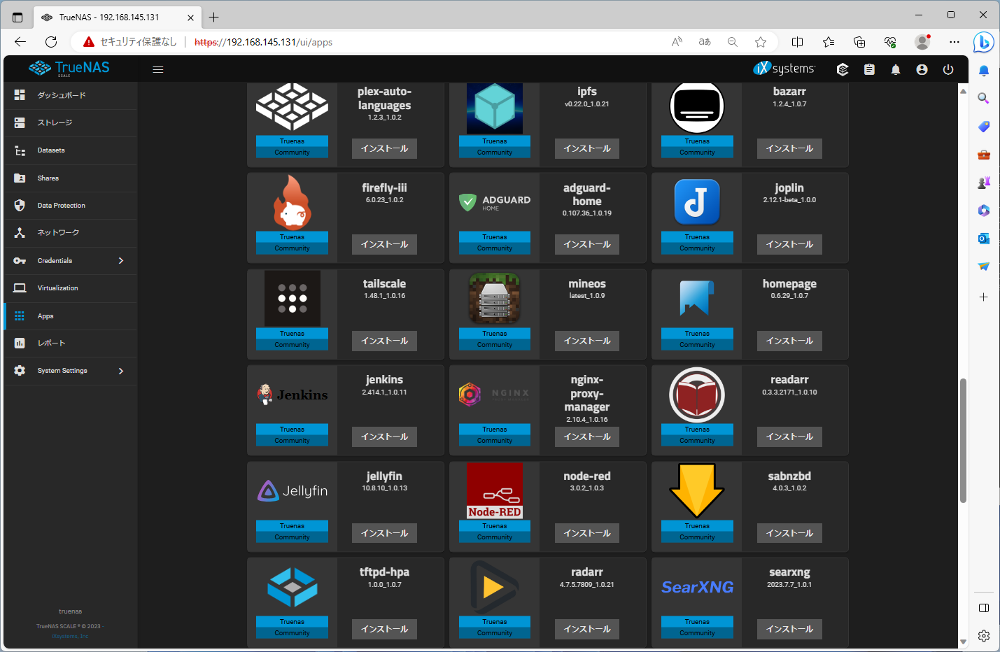 TrueNAS - 192.168.145.131
セキュリティ保護なし
https://192.168.145.131/ui/apps
TrueNAS
SCALE
iXsystems
ダッシュボード
ストレージ
Datasets
Shares
Data Protection
ネットワーク
Credentials
Virtualization
Apps
レポート
System Settings
truenas
TrueNAS SCALE ® © 2023 -
iXsystems, Inc
plex-auto-
languages
1.2.3_1.0.2
Truenas
Community
インストール
ipfs
v0.22.0_1.0.21
Truenas
Community
インストール
bazarr
1.2.4_1.0.7
Truenas
Community
インストール
firefly-iii
6.0.23_1.0.2
Truenas
Community
インストール
ADGUARD
HOME
adguard-
home
0.107.36_1.0.19
Truenas
Community
インストール
J
joplin
2.12.1-beta_1.0.0
Truenas
Community
インストール
tailscale
1.48.1_1.0.16
Truenas
Community
インストール
mineos
latest_1.0.9
Truenas
Community
インストール
homepage
0.6.29_1.0.7
Truenas
Community
インストール
Jenkins
jenkins
2.414.1_1.0.11
Truenas
Community
インストール
NGINX
nginx-
proxy-
manager
2.10.4_1.0.16
Truenas
Community
インストール
readarr
0.3.3.2171_1.0.10
Truenas
Community
インストール
Jellyfin
jellyfin
10.8.10_1.0.13
Truenas
Community
インストール
Node-RED
node-red
3.0.2_1.0.3
Truenas
Community
インストール
sabnzbd
4.0.3_1.0.2
Truenas
Community
インストール
tftpd-hpa
1.0.0_1.0.7
Truenas
Community
インストール
radarr
4.7.5.7809_1.0.21
Truenas
Community
インストール
SearXNG
searxng
2023.7.7_1.0.1
Truenas
Community
インストール